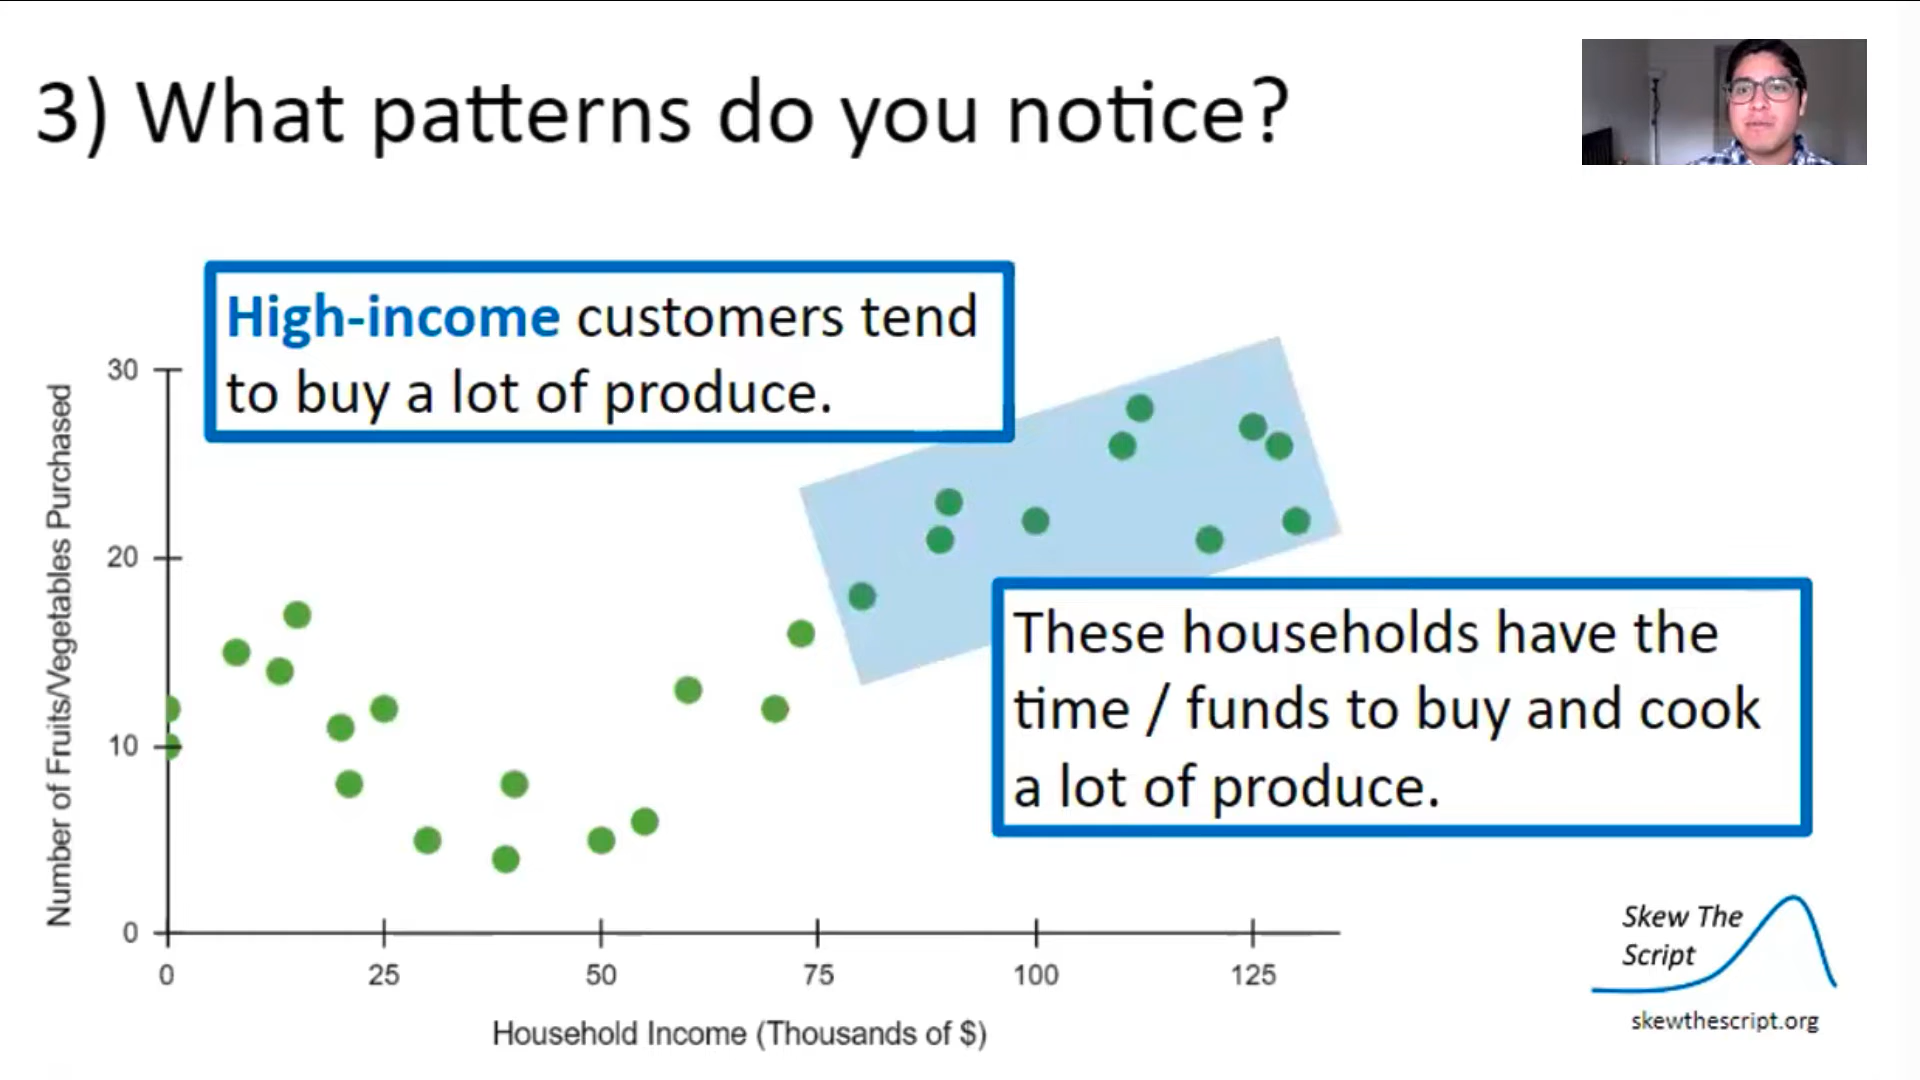 3) What patterns do you notice?
High-income customers tend
to buy a lot of produce.
Number of Fruits/Vegetables Purchased
30
20
10
0
These households have the
time / funds to buy and cook
a lot of produce.
0 25 50 75 100 125
Household Income (Thousands of $)
Skew The
Script
skewthescript.org